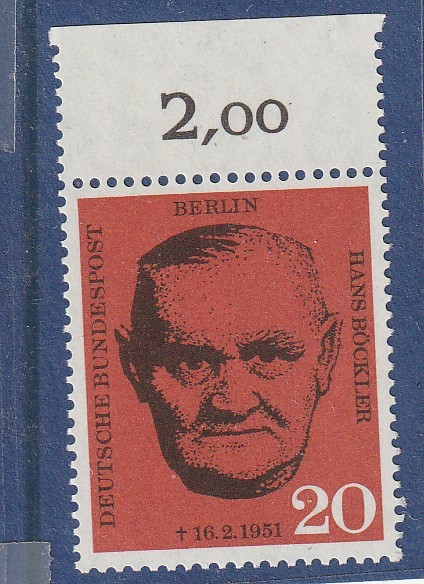 2,00
BERLIN
DEUTSCHE BUNDESPOST
HANS BÖCKLER
† 16.2.1951
20